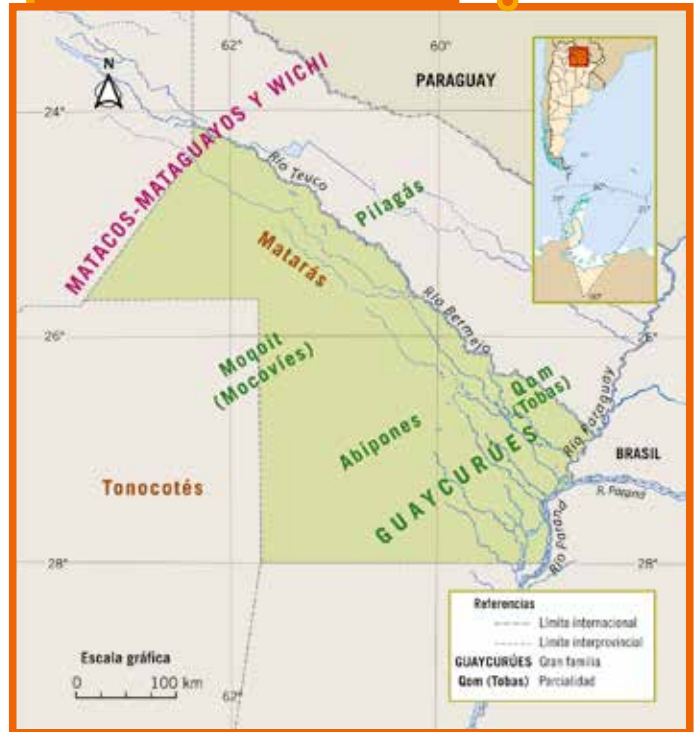 62°
60°
N
PARAGUAY
24°
MATACOS-MATAGUAYOS Y WICHI
Río Teuco
Pilagás
Matarás
Río Bermejo
26°
26°
Moqoit
(Mocovíes)
Qom
(Tobas)
Río Paraguay
Abipones
GUAYCURÚES
BRASIL
Tonocotés
R. Paraná
Río Paraná
28°
28°
Referencias
Límite internacional
Límite interprovincial
GUAYCURÚES Gran familia
Qom (Tobas) Parcialidad
Escala gráfica
0 100 km
62°